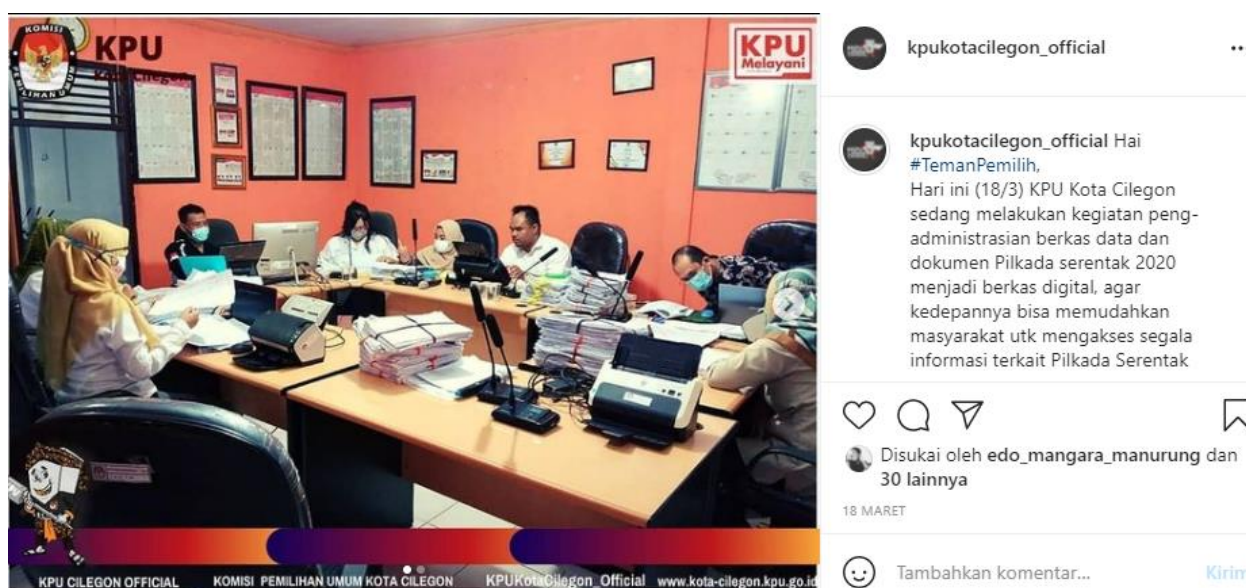 KOMISI
PEMILIHAN UMUM
KPU
Kota Cilegon
KPU
Melayani
KPU CILEGON OFFICIAL
KOMISI PEMILIHAN UMUM KOTA CILEGON
KPUKotaCilegon_Official
www.kota-cilegon.kpu.go.id
kpukotacilegon_official
kpukotacilegon_official Hai
#TemanPemilih,
Hari ini (18/3) KPU Kota Cilegon
sedang melakukan kegiatan peng-
administrasian berkas data dan
dokumen Pilkada serentak 2020
menjadi berkas digital, agar
kedepannya bisa memudahkan
masyarakat utk mengakses segala
informasi terkait Pilkada Serentak
Disukai oleh edo_mangara_manurung dan
30 lainnya
18 MARET
Tambahkan komentar...
Kirim